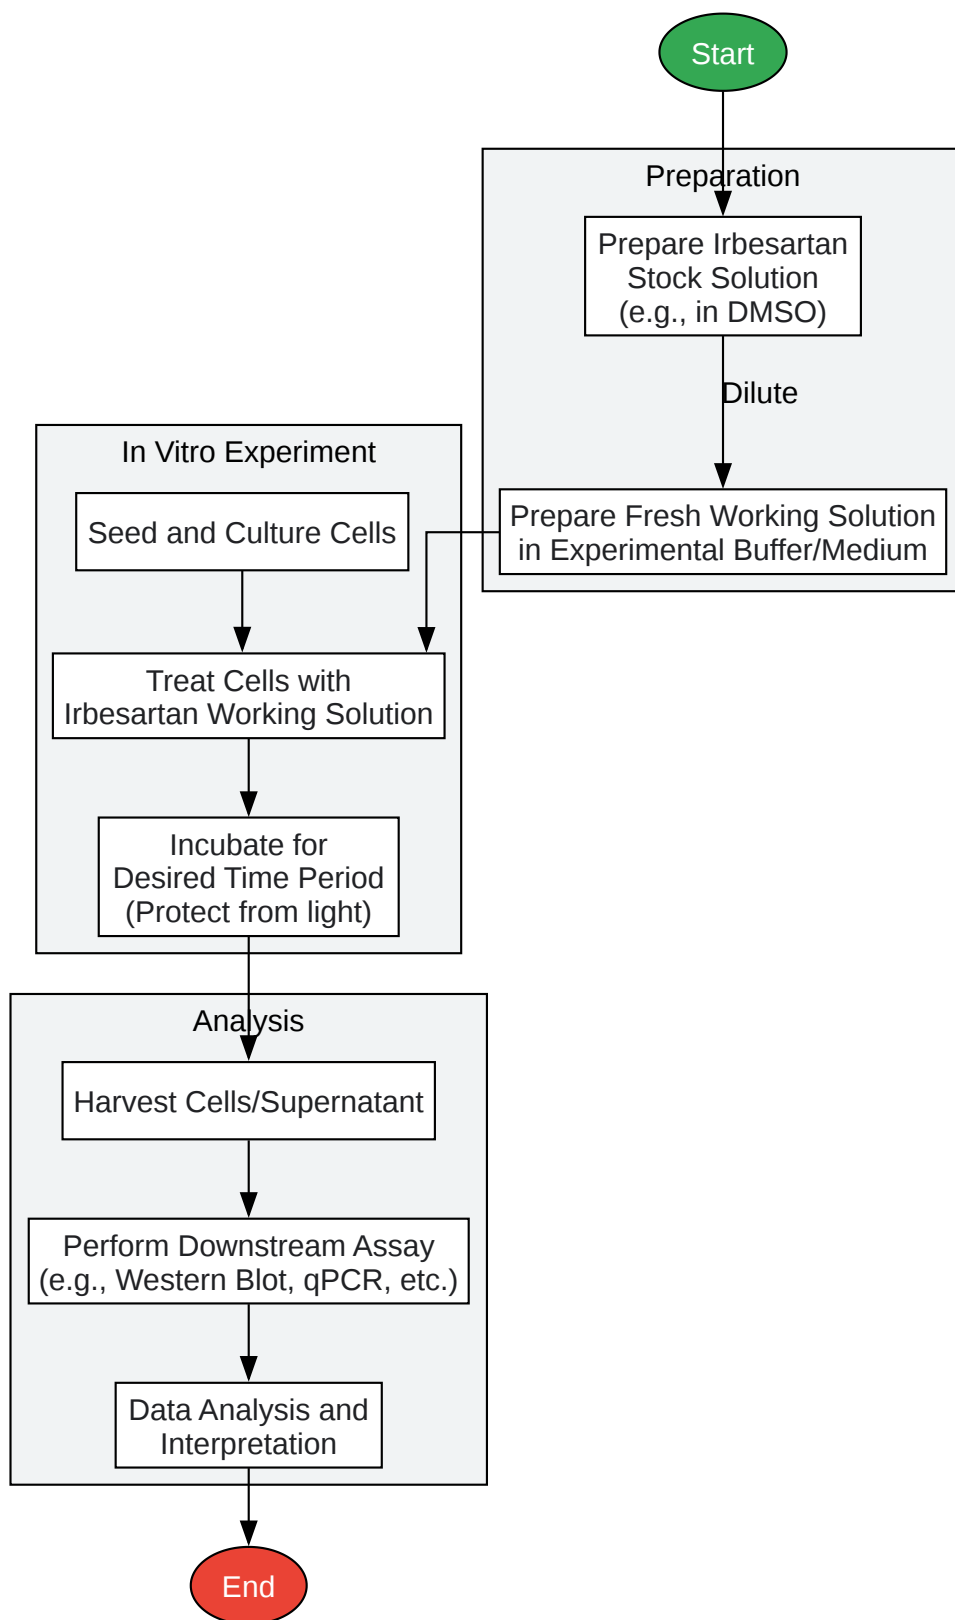 Start
Preparation
Prepare Irbesartan
Stock Solution
(e.g., in DMSO)
Dilute
Prepare Fresh Working Solution
in Experimental Buffer/Medium
In Vitro Experiment
Seed and Culture Cells
Treat Cells with
Irbesartan Working Solution
Incubate for
Desired Time Period
(Protect from light)
Analysis
Harvest Cells/Supernatant
Perform Downstream Assay
(e.g., Western Blot, qPCR, etc.)
Data Analysis and
Interpretation
End